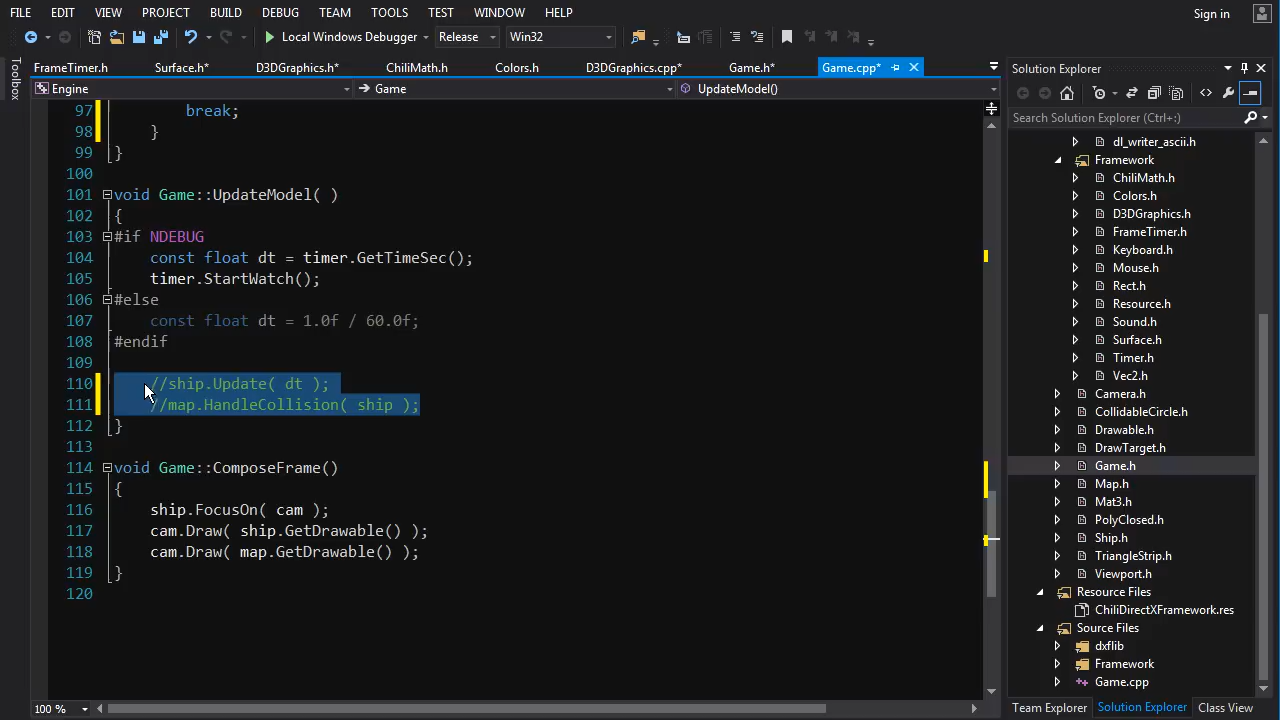 FILE EDIT VIEW PROJECT BUILD DEBUG TEAM TOOLS TEST WINDOW HELP Sign in
Local Windows Debugger Release Win32
Toolbox
FrameTimer.h Surface.h* D3DGraphics.h* ChiliMath.h Colors.h D3DGraphics.cpp* Game.h* Game.cpp*
Engine Game UpdateModel()
97 break;
98 }
99 }
100
101 void Game::UpdateModel( )
102 {
103 #if NDEBUG
104 const float dt = timer.GetTimeSec();
105 timer.StartWatch();
106 #else
107 const float dt = 1.0f / 60.0f;
108 #endif
109
110 //ship.Update( dt );
111 //map.HandleCollision( ship );
112 }
113
114 void Game::ComposeFrame()
115 {
116 ship.FocusOn( cam );
117 cam.Draw( ship.GetDrawable() );
118 cam.Draw( map.GetDrawable() );
119 }
120
100 %
Solution Explorer
Search Solution Explorer (Ctrl+:)
dl_writer_ascii.h
Framework
ChiliMath.h
Colors.h
D3DGraphics.h
FrameTimer.h
Keyboard.h
Mouse.h
Rect.h
Resource.h
Sound.h
Surface.h
Timer.h
Vec2.h
Camera.h
CollidableCircle.h
Drawable.h
DrawTarget.h
Game.h
Map.h
Mat3.h
PolyClosed.h
Ship.h
TriangleStrip.h
Viewport.h
Resource Files
ChiliDirectXFramework.res
Source Files
dxflib
Framework
Game.cpp
Team Explorer Solution Explorer Class View